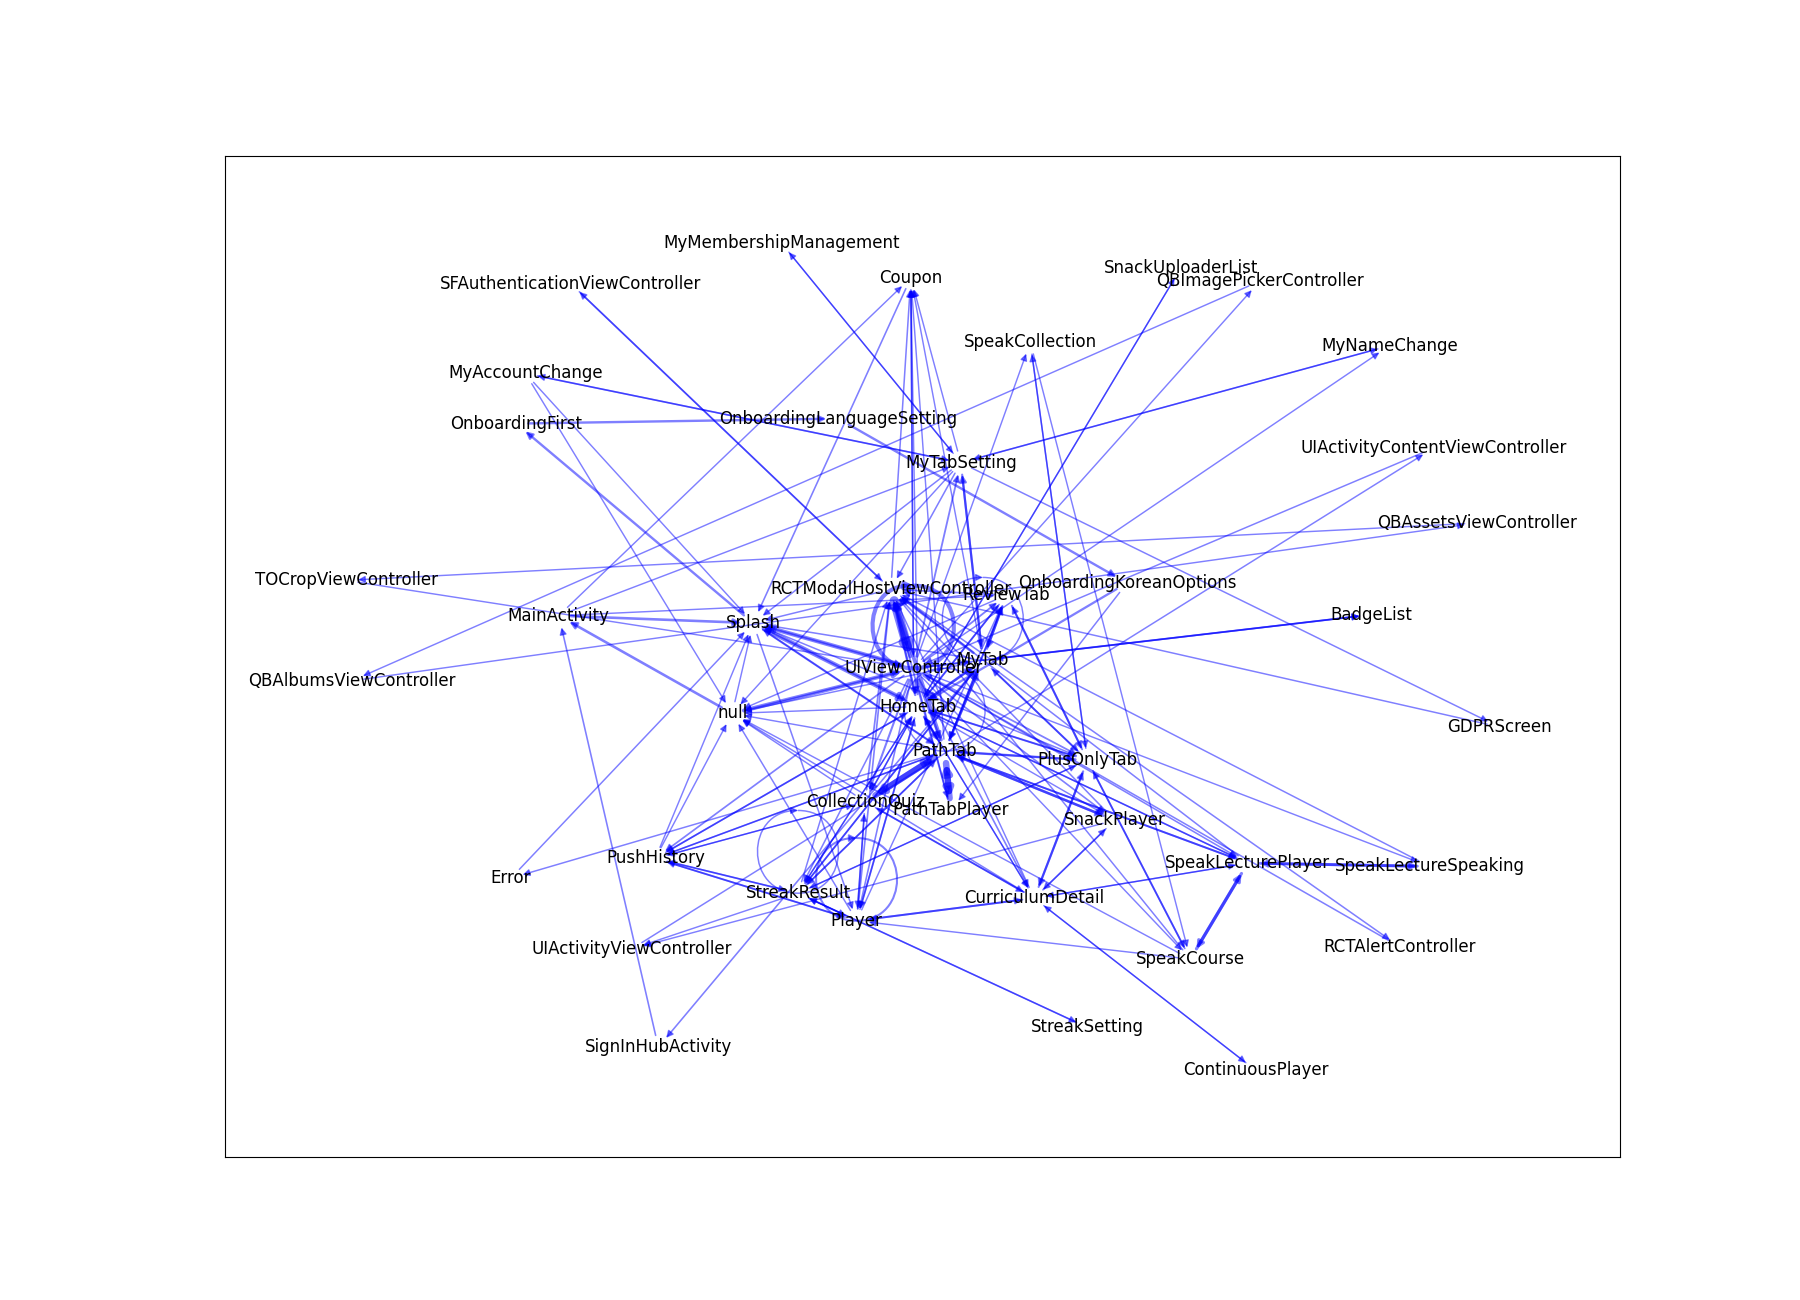 MyMembershipManagement
SnackUploaderList
Coupon
QBImagePickerController
SFAuthenticationViewController
SpeakCollection
MyNameChange
MyAccountChange
OnboardingLanguageSetting
OnboardingFirst
UIActivityContentViewController
MyTabSetting
QBAssetsViewController
TOCropViewController
OnboardingKoreanOptions
RCTModalHostViewController
ReviewTab
BadgeList
MainActivity
Splash
MyTab
UIViewController
QBAlbumsViewController
HomeTab
null
GDPRScreen
PathTab
PlusOnlyTab
CollectionQuiz
PathTabPlayer
SnackPlayer
PushHistory
SpeakLecturePlayer
SpeakLectureSpeaking
Error
StreakResult
CurriculumDetail
Player
UIActivityViewController
RCTAlertController
SpeakCourse
StreakSetting
SignInHubActivity
ContinuousPlayer